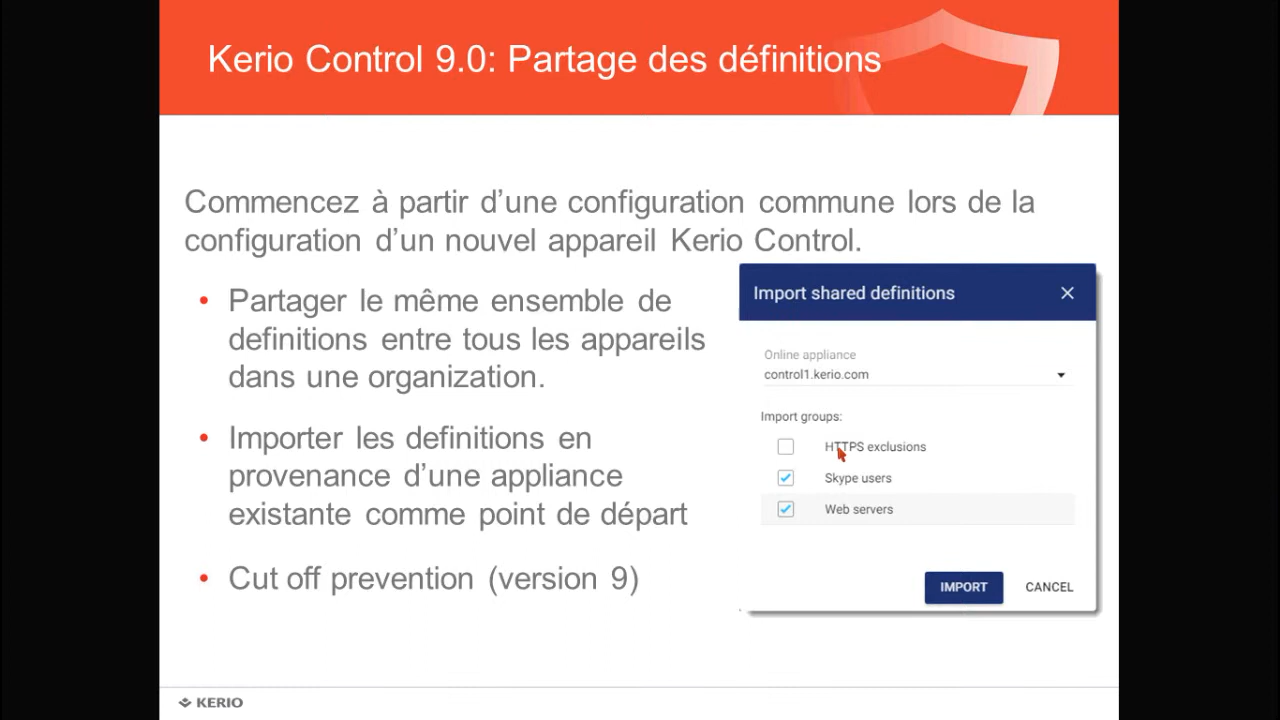 Kerio Control 9.0: Partage des définitions
Commencez à partir d’une configuration commune lors de la
configuration d’un nouvel appareil Kerio Control.
• Partager le même ensemble de
definitions entre tous les appareils
dans une organization.
• Importer les definitions en
provenance d’une appliance
existante comme point de départ
• Cut off prevention (version 9)
Import shared definitions
Online appliance
control1.kerio.com
Import groups:
HTTPS exclusions
Skype users
Web servers
IMPORT CANCEL
KERIO